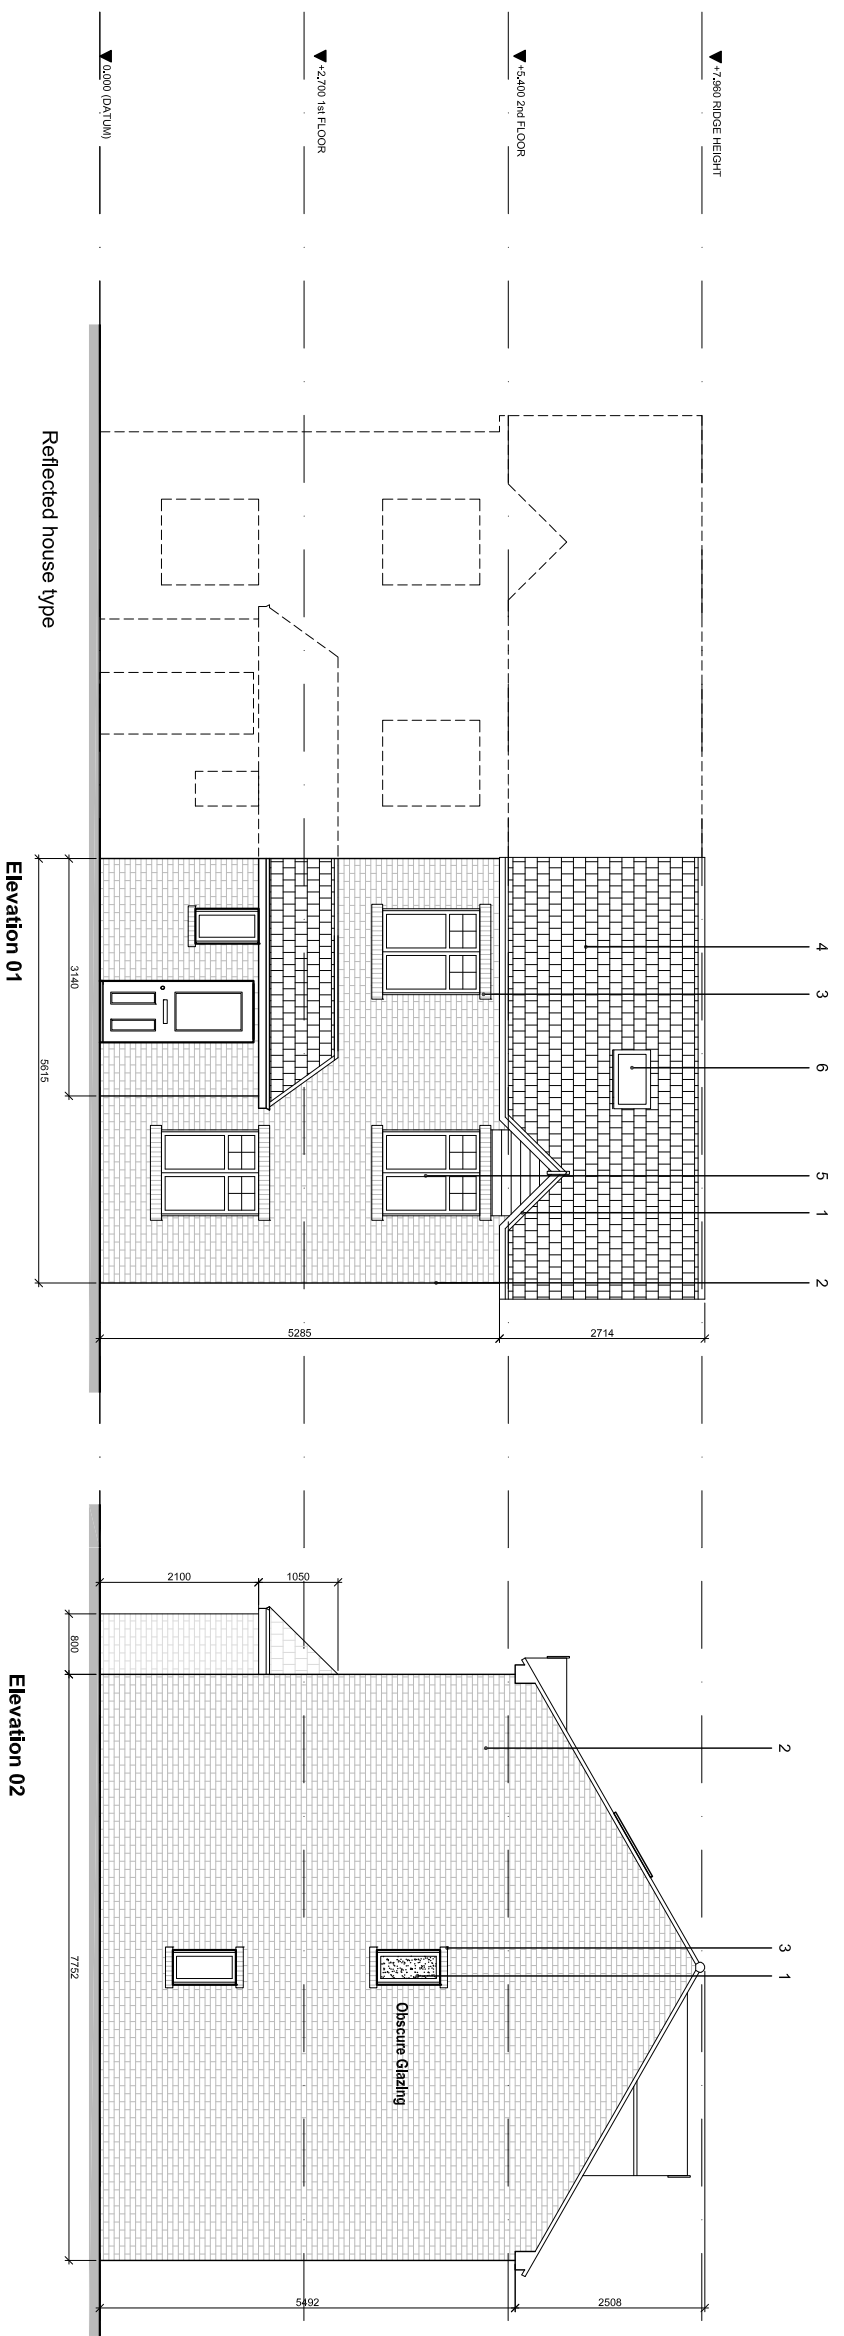 +7.960 RIDGE HEIGHT
+5.400 2nd FLOOR
+2.700 1st FLOOR
0.000 (DATUM)
Reflected house type
4
3
6
5
1
2
5285
2714
3140
5615
Elevation 01
2100
1050
800
2
3
1
Obscure Glazing
7752
5492
2508
Elevation 02